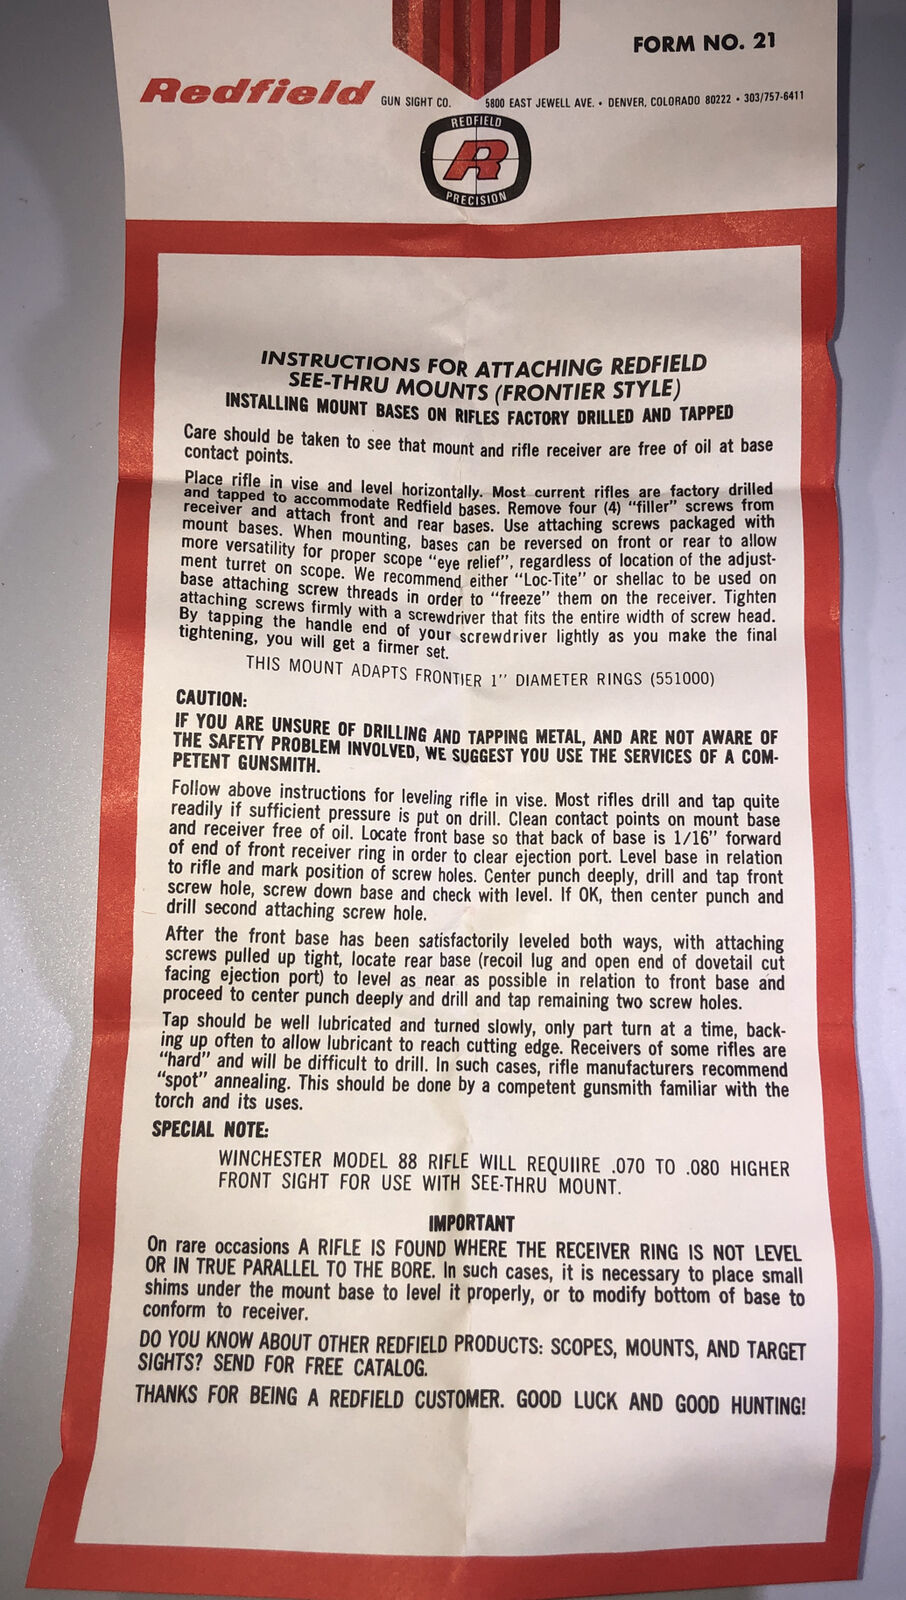 FORM NO. 21
Redfield GUN SIGHT CO. 5800 EAST JEWELL AVE. • DENVER, COLORADO 80222 • 303/757-6411
REDFIELD
R
PRECISION
INSTRUCTIONS FOR ATTACHING REDFIELD
SEE-THRU MOUNTS (FRONTIER STYLE)
INSTALLING MOUNT BASES ON RIFLES FACTORY DRILLED AND TAPPED
Care should be taken to see that mount and rifle receiver are free of oil at base
contact points.
Place rifle in vise and level horizontally. Most current rifles are factory drilled
and tapped to accommodate Redfield bases. Remove four (4) "filler" screws from
receiver and attach front and rear bases. Use attaching screws packaged with
mount bases. When mounting, bases can be reversed on front or rear to allow
more versatility for proper scope "eye relief", regardless of location of the adjust-
ment turret on scope. We recommend either "Loc-Tite" or shellac to be used on
base attaching screw threads in order to "freeze" them on the receiver. Tighten
attaching screws firmly with a screwdriver that fits the entire width of screw head.
By tapping the handle end of your screwdriver lightly as you make the final
tightening, you will get a firmer set.
THIS MOUNT ADAPTS FRONTIER 1" DIAMETER RINGS (551000)
CAUTION:
IF YOU ARE UNSURE OF DRILLING AND TAPPING METAL, AND ARE NOT AWARE OF
THE SAFETY PROBLEM INVOLVED, WE SUGGEST YOU USE THE SERVICES OF A COM-
PETENT GUNSMITH.
Follow above instructions for leveling rifle in vise. Most rifles drill and tap quite
readily if sufficient pressure is put on drill. Clean contact points on mount base
and receiver free of oil. Locate front base so that back of base is 1/16" forward
of end of front receiver ring in order to clear ejection port. Level base in relation
to rifle and mark position of screw holes. Center punch deeply, drill and tap front
screw hole, screw down base and check with level. If OK, then center punch and
drill second attaching screw hole.
After the front base has been satisfactorily leveled both ways, with attaching
screws pulled up tight, locate rear base (recoil lug and open end of dovetail cut
facing ejection port) to level as near as possible in relation to front base and
proceed to center punch deeply and drill and tap remaining two screw holes.
Tap should be well lubricated and turned slowly, only part turn at a time, back-
ing up often to allow lubricant to reach cutting edge. Receivers of some rifles are
"hard" and will be difficult to drill. In such cases, rifle manufacturers recommend
"spot" annealing. This should be done by a competent gunsmith familiar with the
torch and its uses.
SPECIAL NOTE:
WINCHESTER MODEL 88 RIFLE WILL REQUIIRE .070 TO .080 HIGHER
FRONT SIGHT FOR USE WITH SEE-THRU MOUNT.
IMPORTANT
On rare occasions A RIFLE IS FOUND WHERE THE RECEIVER RING IS NOT LEVEL
OR IN TRUE PARALLEL TO THE BORE. In such cases, it is necessary to place small
shims under the mount base to level it properly, or to modify bottom of base to
conform to receiver.
DO YOU KNOW ABOUT OTHER REDFIELD PRODUCTS: SCOPES, MOUNTS, AND TARGET
SIGHTS? SEND FOR FREE CATALOG.
THANKS FOR BEING A REDFIELD CUSTOMER. GOOD LUCK AND GOOD HUNTING!